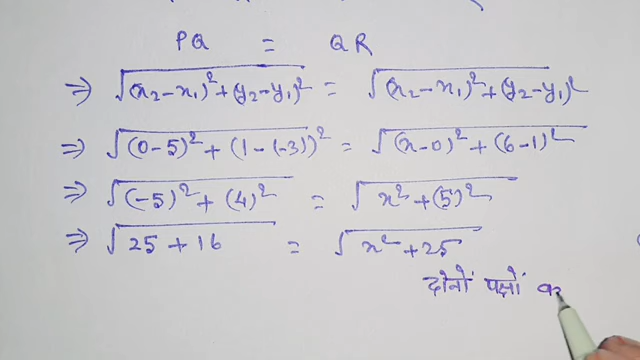 PQ = QR
⇒ √(x₂-x₁)²+(y₂-y₁)² = √(x₂-x₁)²+(y₂-y₁)²
⇒ √(0-5)²+(1-(-3))² = √(x-0)²+(6-1)²
⇒ √(-5)²+(4)² = √x²+(5)²
⇒ √25+16 = √x²+25
दोनों पक्षों